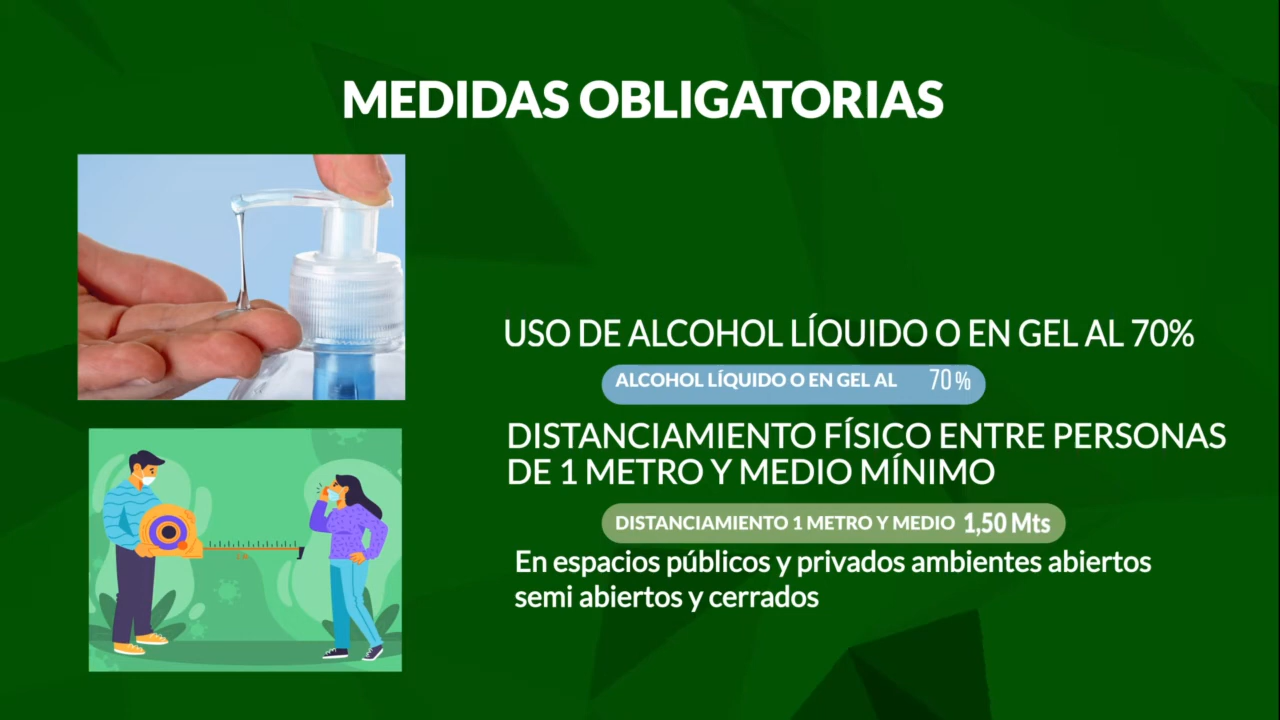 MEDIDAS OBLIGATORIAS
USO DE ALCOHOL LÍQUIDO O EN GEL AL 70%
ALCOHOL LÍQUIDO O EN GEL AL 70%
DISTANCIAMIENTO FÍSICO ENTRE PERSONAS
DE 1 METRO Y MEDIO MÍNIMO
DISTANCIAMIENTO 1 METRO Y MEDIO 1,50 Mts
En espacios públicos y privados ambientes abiertos
semi abiertos y cerrados